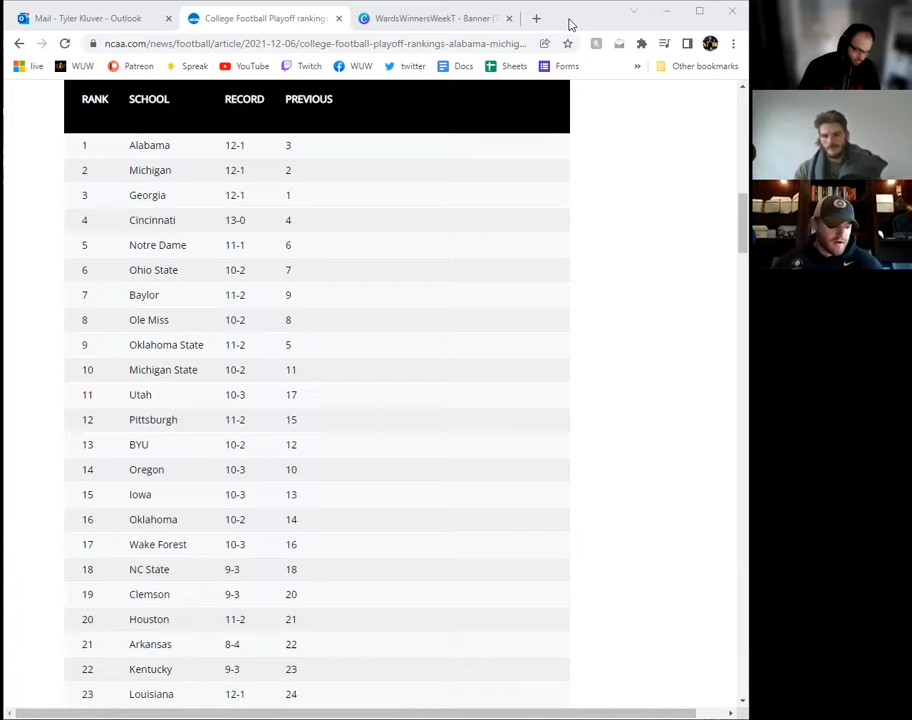 Mail - Tyler Kluver - Outlook
College Football Playoff rankings
WardsWinnersWeekT - Banner (
ncaa.com/news/football/article/2021-12-06/college-football-playoff-rankings-alabama-michig...
live WUW Patreon Spreak YouTube Twitch WUW twitter Docs Sheets Forms » Other bookmarks
RANK SCHOOL RECORD PREVIOUS
1 Alabama 12-1 3
2 Michigan 12-1 2
3 Georgia 12-1 1
4 Cincinnati 13-0 4
5 Notre Dame 11-1 6
6 Ohio State 10-2 7
7 Baylor 11-2 9
8 Ole Miss 10-2 8
9 Oklahoma State 11-2 5
10 Michigan State 10-2 11
11 Utah 10-3 17
12 Pittsburgh 11-2 15
13 BYU 10-2 12
14 Oregon 10-3 10
15 Iowa 10-3 13
16 Oklahoma 10-2 14
17 Wake Forest 10-3 16
18 NC State 9-3 18
19 Clemson 9-3 20
20 Houston 11-2 21
21 Arkansas 8-4 22
22 Kentucky 9-3 23
23 Louisiana 12-1 24